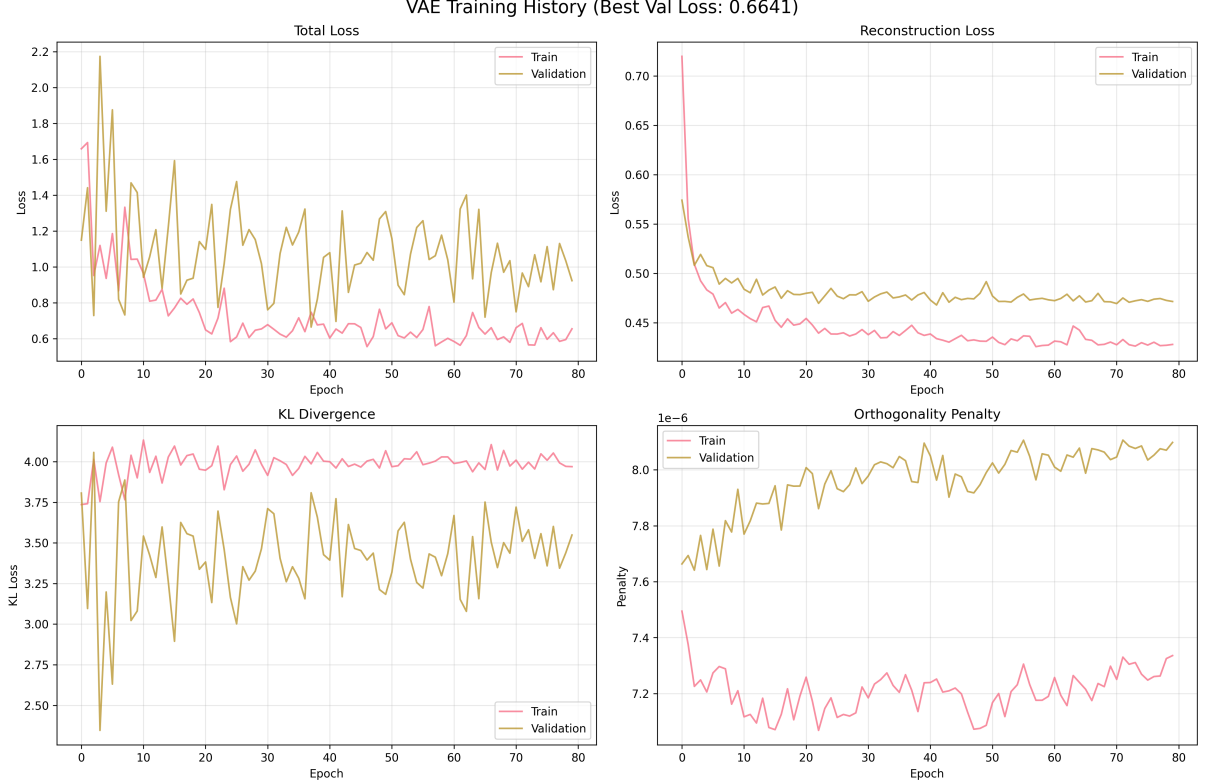 VAE Training History (Best Val Loss: 0.6641)
Total Loss
2.2
2.0
1.8
1.6
1.4
1.2
1.0
0.8
0.6
Loss
Train
Validation
0 10 20 30 40 50 60 70 80
Epoch
Reconstruction Loss
0.70
0.65
0.60
0.55
0.50
0.45
Loss
Train
Validation
0 10 20 30 40 50 60 70 80
Epoch
KL Divergence
4.00
3.75
3.50
3.25
3.00
2.75
2.50
KL Loss
Train
Validation
0 10 20 30 40 50 60 70 80
Epoch
Orthogonality Penalty
1e−6
8.0
7.8
7.6
7.4
7.2
Penalty
Train
Validation
0 10 20 30 40 50 60 70 80
Epoch